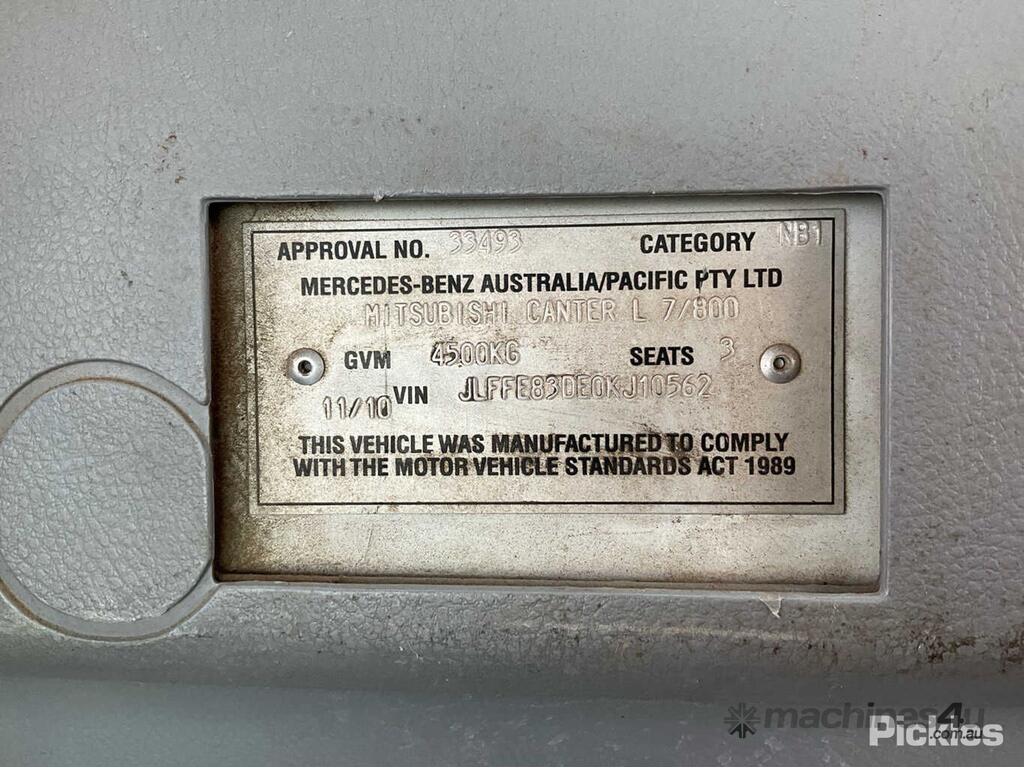 APPROVAL NO. 33493 CATEGORY NB1
MERCEDES-BENZ AUSTRALIA/PACIFIC PTY LTD
MITSUBISHI CANTER L 7/800
GVM 4500KG SEATS 3
11/10 VIN JLFFE83DE0KJ10562
THIS VEHICLE WAS MANUFACTURED TO COMPLY
WITH THE MOTOR VEHICLE STANDARDS ACT 1989
machines4u
.com.au
Pickles